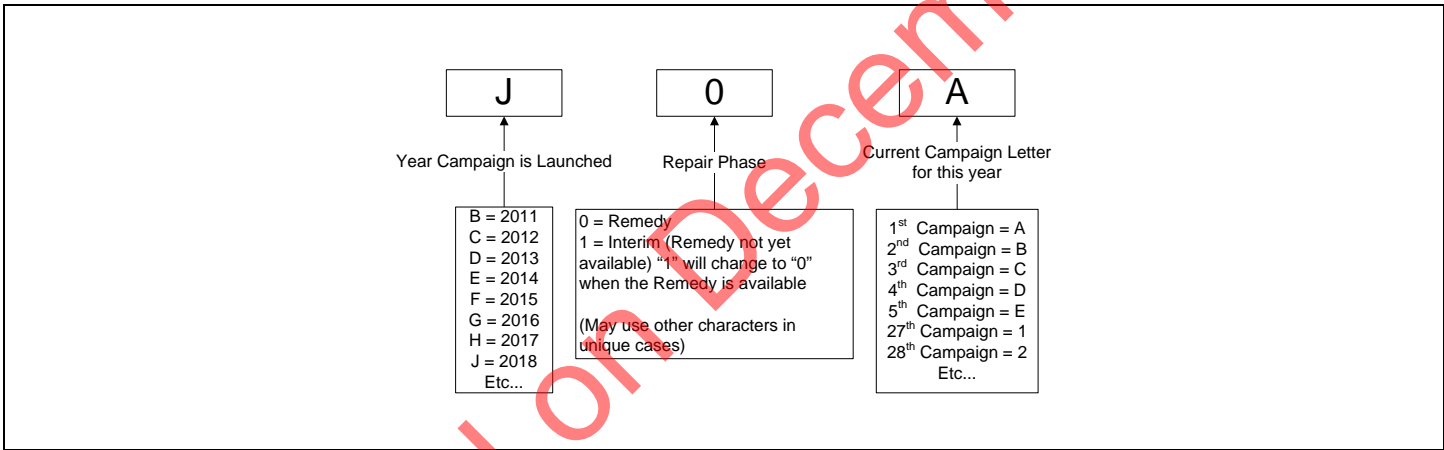 J
0
A
Year Campaign is Launched
Repair Phase
Current Campaign Letter
for this year
B = 2011
C = 2012
D = 2013
E = 2014
F = 2015
G = 2016
H = 2017
J = 2018
Etc...
0 = Remedy
1 = Interim (Remedy not yet
available) “1” will change to “0”
when the Remedy is available
(May use other characters in
unique cases)
1st Campaign = A
2nd Campaign = B
3rd Campaign = C
4th Campaign = D
5th Campaign = E
27th Campaign = 1
28th Campaign = 2
Etc...
on